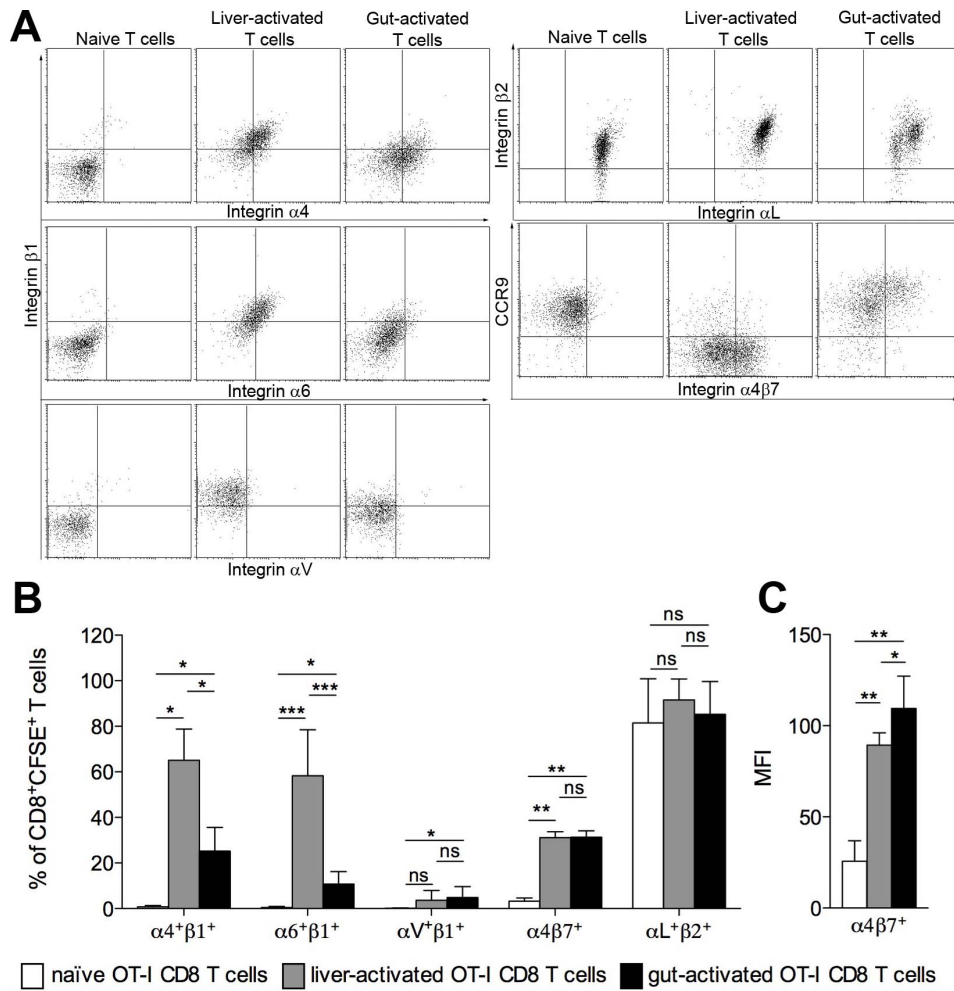 A
Naive T cells
Liver-activated
T cells
Gut-activated
T cells
Integrin β1
Integrin α4
Integrin α6
Integrin αV
Naive T cells
Liver-activated
T cells
Gut-activated
T cells
Integrin β2
Integrin αL
CCR9
Integrin α4β7
B
% of CD8⁺CFSE⁺ T cells
120
100
80
60
40
20
0
* * *
*** *** *
ns ns *
** ns **
ns ns ns
α4⁺β1⁺ α6⁺β1⁺ αV⁺β1⁺ α4β7⁺ αL⁺β2⁺
C
MFI
150
100
50
0
** * **
α4β7⁺
naïve OT-I CD8 T cells liver-activated OT-I CD8 T cells gut-activated OT-I CD8 T cells